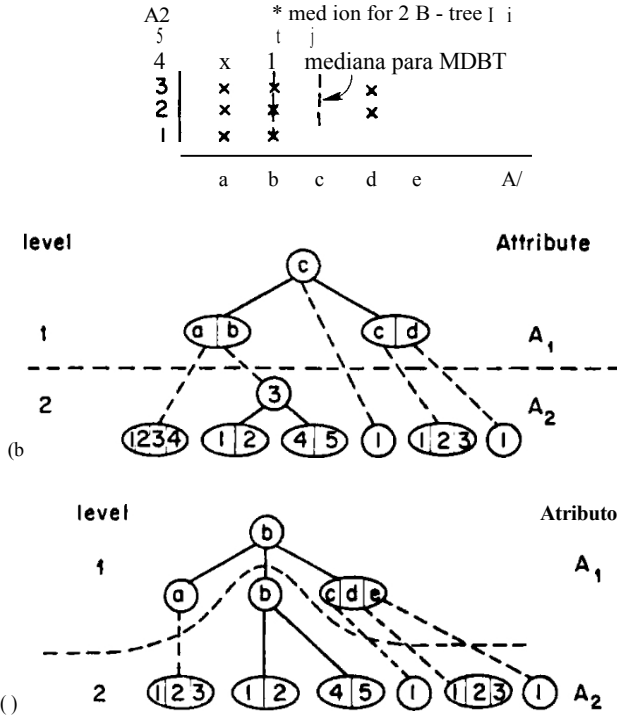 A2 * med ion for 2 B - tree I i
5 t j
4 x 1 mediana para MDBT
3 x x x
2 x x x
1 x x
a b c d e A/
level Attribute
c
1 a b c d A1
2 3 A2
(b 1234 1 2 4 5 1 1 2 3 1
level Atributo
b
1 A1
a b c d e
() 2 1 2 3 1 2 4 5 1 1 2 3 1 A2